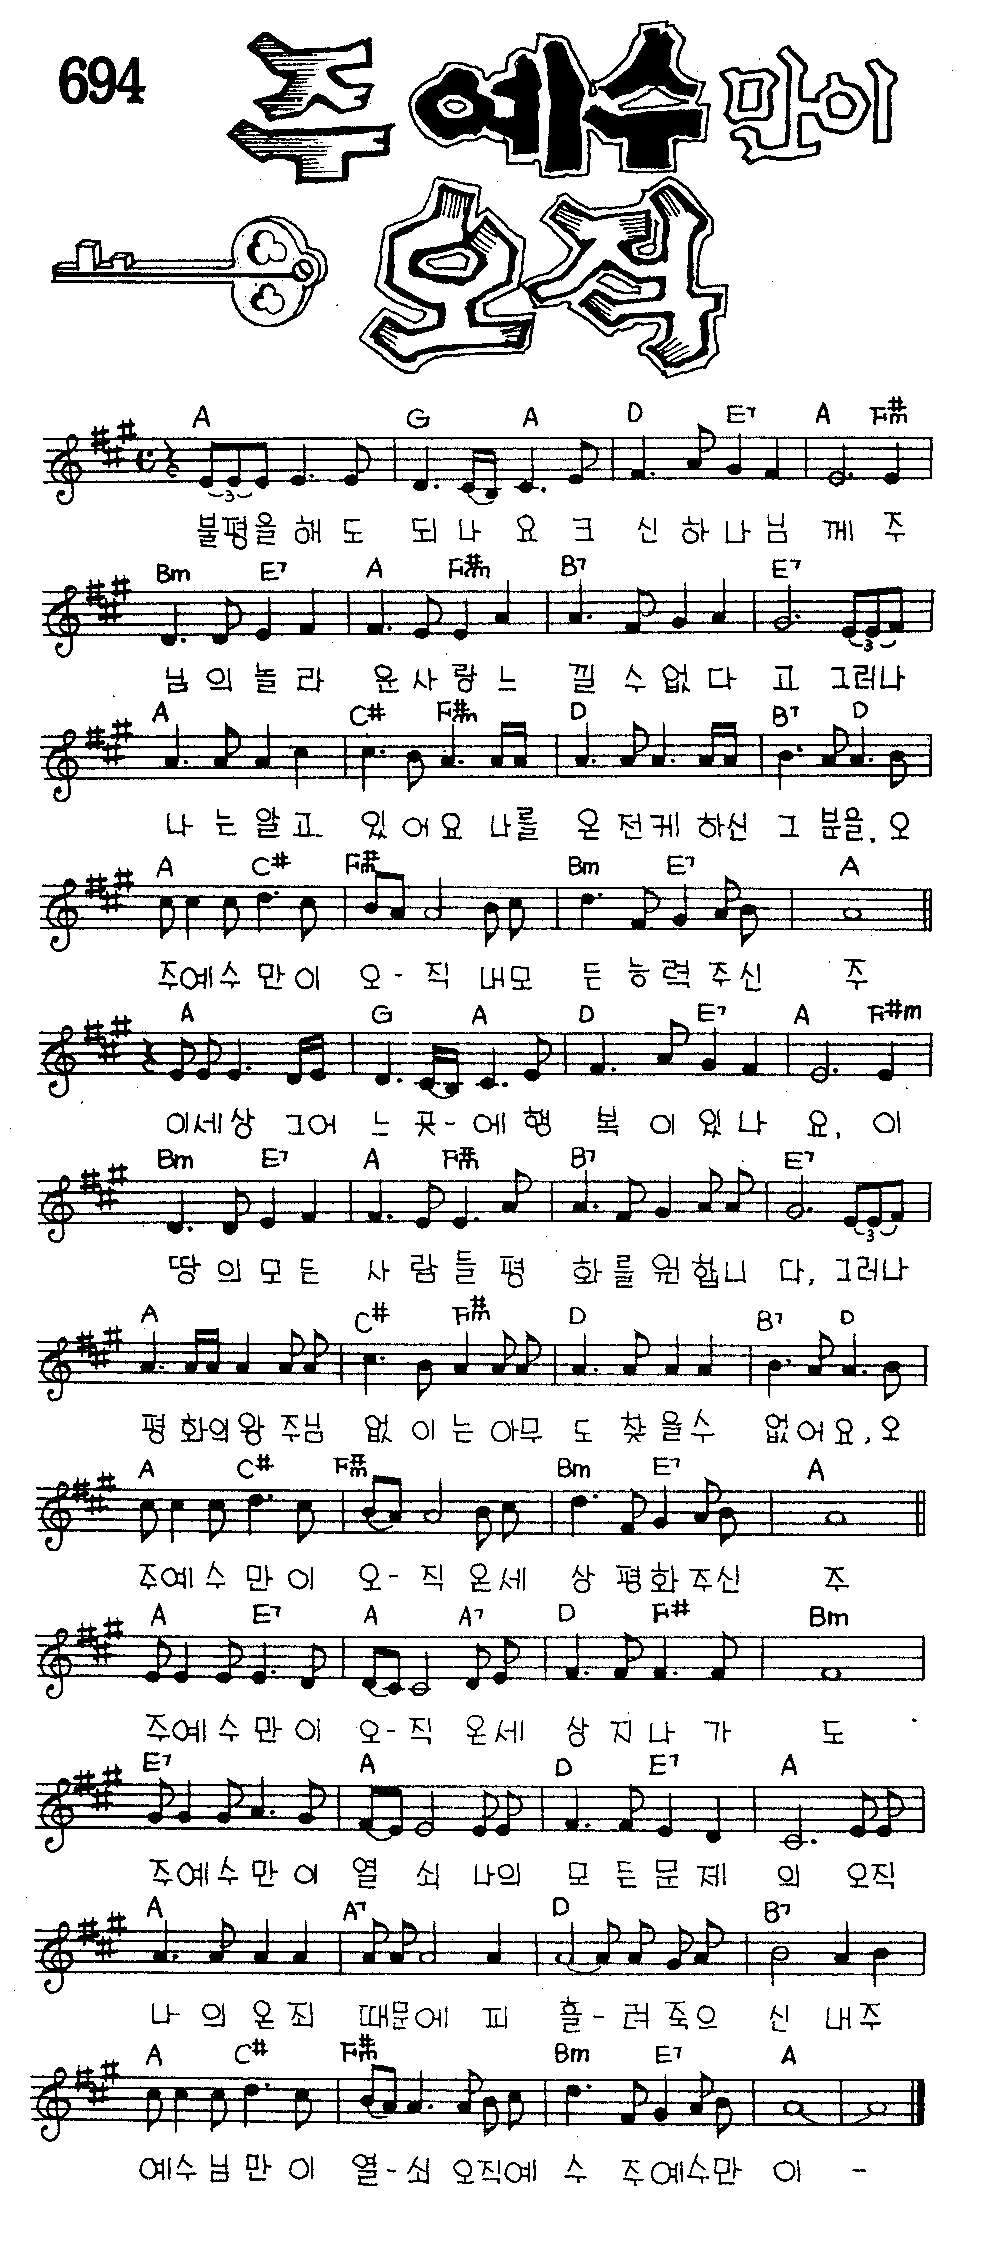 694 주 예수 만이
오직
A G A D E7 A F#m
불평을 해 도 되 나 요 크 신 하 나 님 께 주
Bm E7 A F#m B7 E7
님 의 놀 라 운 사 랑 느 낄 수 없 다 고 그러나
A C# F#m D B7 D
나 는 알 고 있 어 요 나를 온 전케 하신 그 분을, 오
A C# F#m Bm E7 A
주예수 만 이 오 - 직 내모 든 능 력 주신 주
A G A D E7 A F#m
이세상 그어 느 곳-에 행 복 이 있 나 요, 이
Bm E7 A F#m B7 E7
땅 의 모 든 사 람 들 평 화 를 원 합니 다, 그러나
A C# F#m D B7 D
평 화의 왕 주님 없 이 는 아무 도 찾 을수 없어요, 오
A C# F#m Bm E7 A
주예 수 만 이 오 - 직 온세 상 평화 주신 주
A E7 A A7 D F# Bm
주예 수 만 이 오 - 직 온세 상 지 나 가 도
E7 A D E7 A
주예수 만 이 열 쇠 나의 모 든 문 제 의 오직
A A7 D B7
나 의 온 죄 때문에 피 흘 - 려 죽으 신 내주
A C# F#m Bm E7 A
예수 님 만 이 열 - 쇠 오직예 수 주예수만 이 -